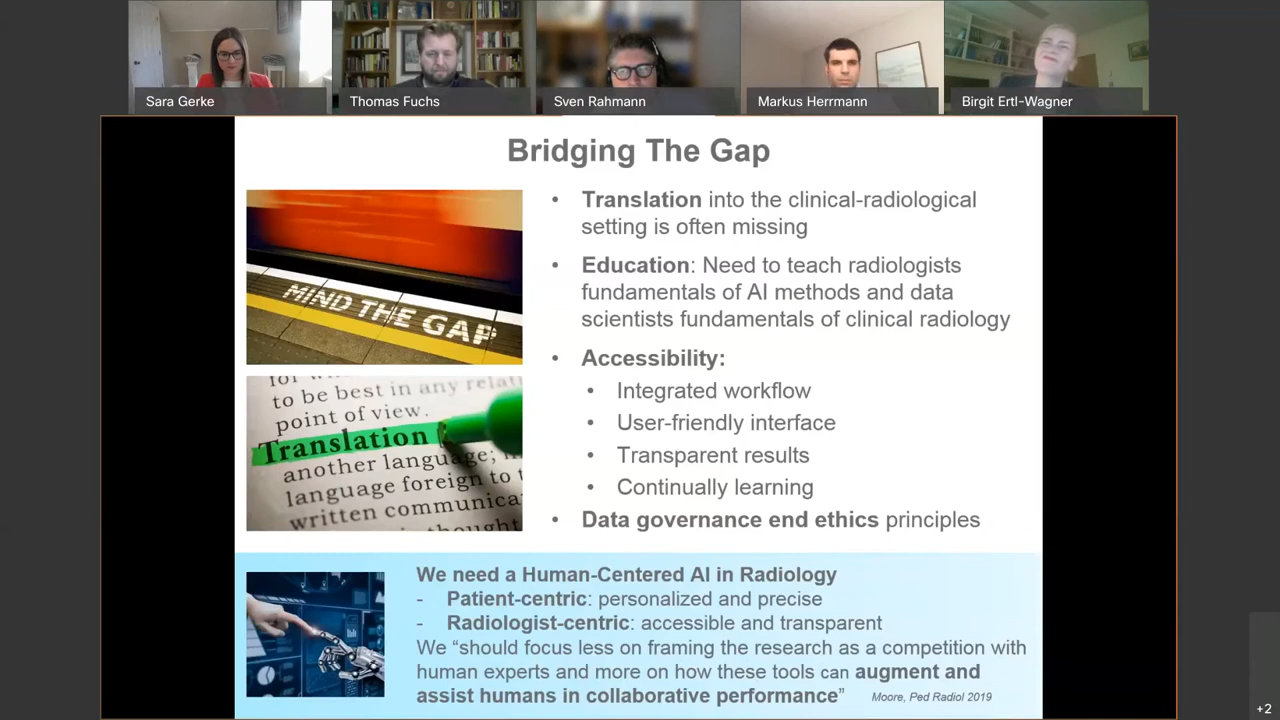 Sara Gerke
Thomas Fuchs
Sven Rahmann
Markus Herrmann
Birgit Ertl-Wagner
Bridging The Gap
MIND THE GAP
to be best in any relat
point of view.
Translation
another language;
language foreign to
written communica
thought
• Translation into the clinical-radiological
setting is often missing
• Education: Need to teach radiologists
fundamentals of AI methods and data
scientists fundamentals of clinical radiology
• Accessibility:
• Integrated workflow
• User-friendly interface
• Transparent results
• Continually learning
• Data governance end ethics principles
We need a Human-Centered AI in Radiology
- Patient-centric: personalized and precise
- Radiologist-centric: accessible and transparent
We “should focus less on framing the research as a competition with
human experts and more on how these tools can augment and
assist humans in collaborative performance” Moore, Ped Radiol 2019
+2